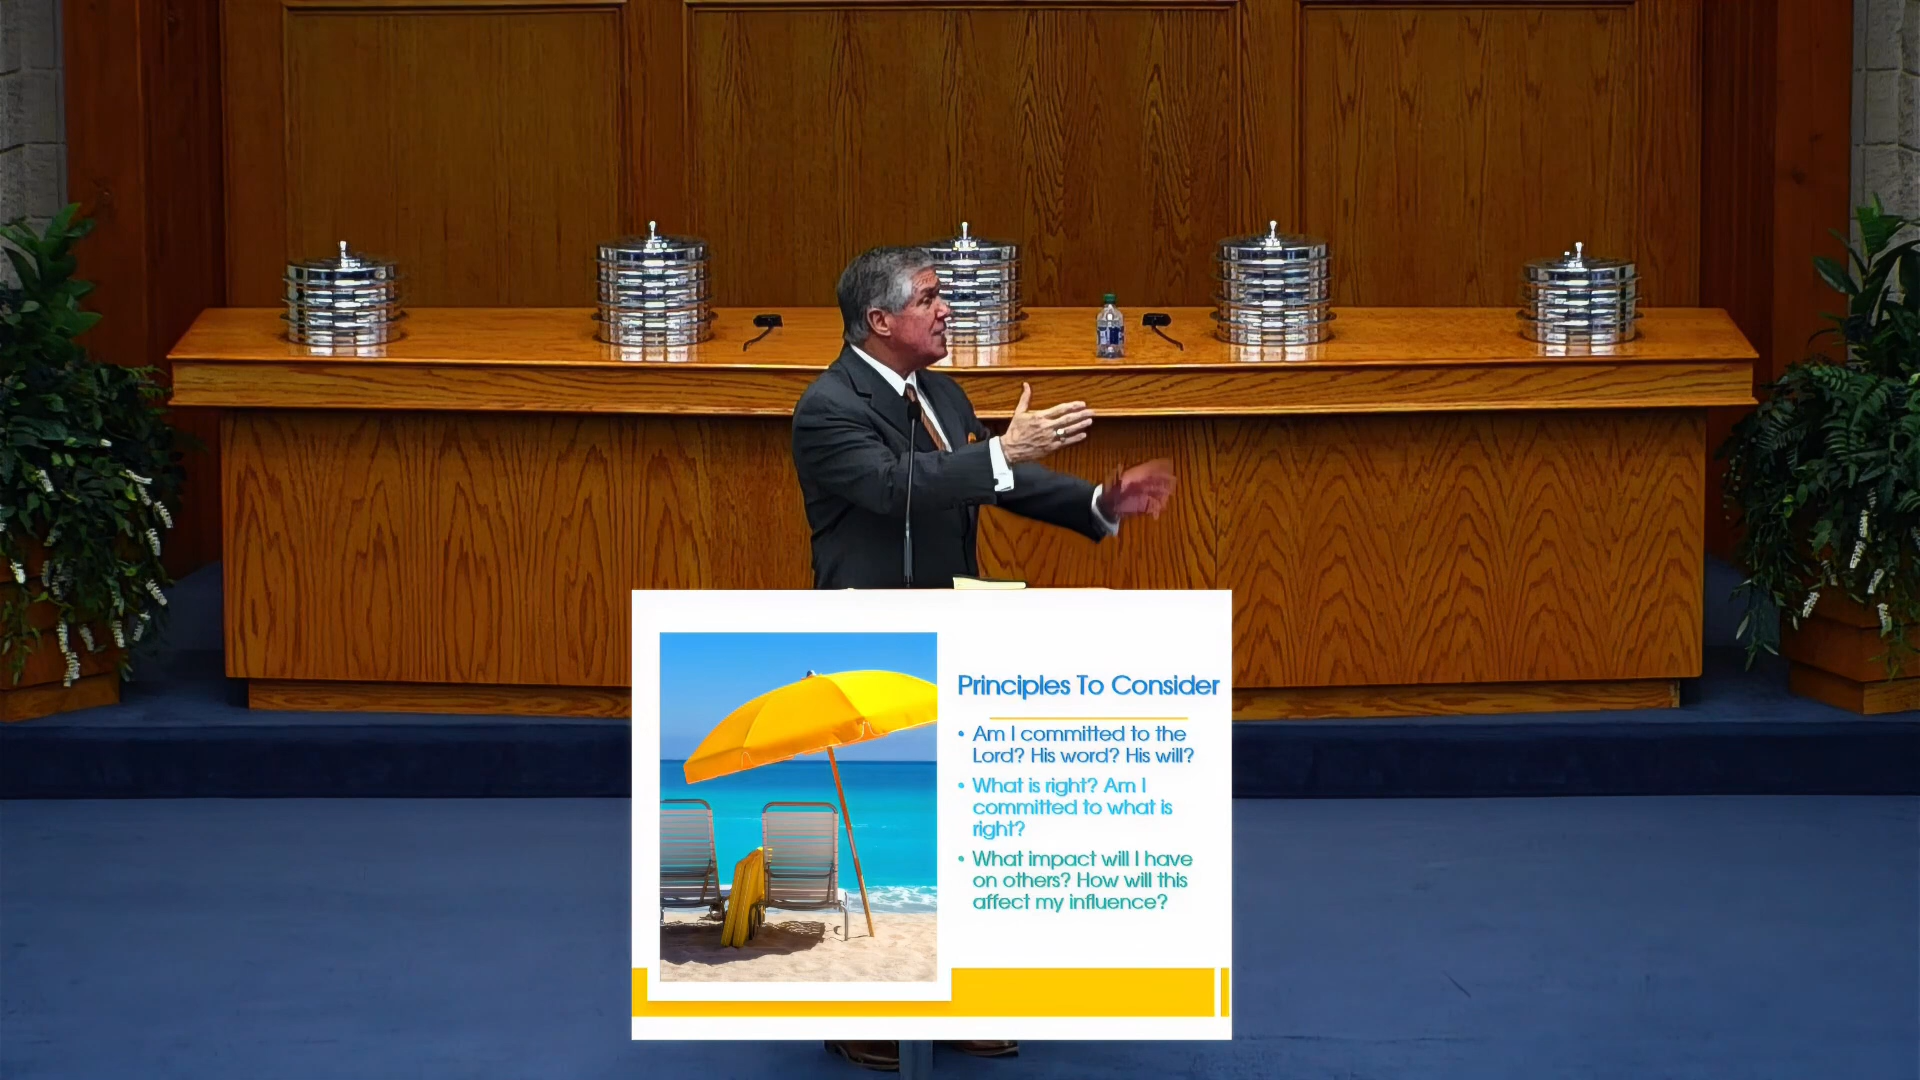 Principles To Consider
• Am I committed to the
Lord? His word? His will?
• What is right? Am I
committed to what is
right?
• What impact will I have
on others? How will this
affect my influence?